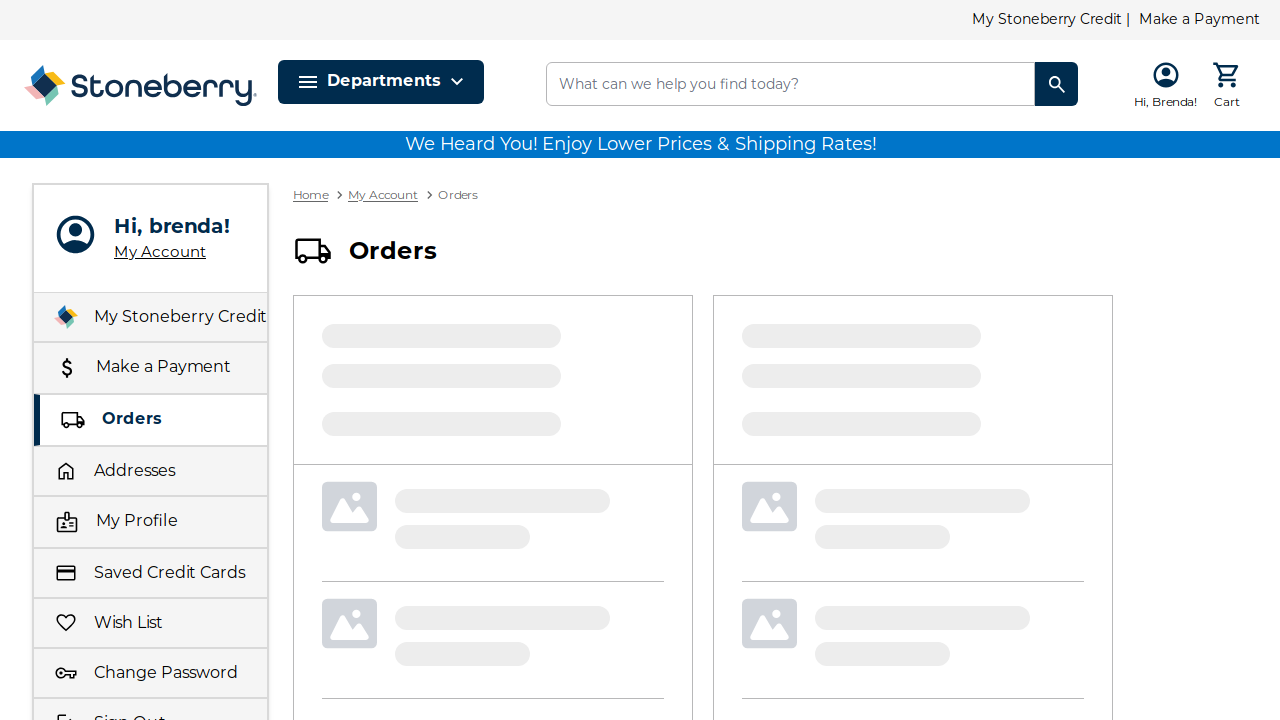 My Stoneberry Credit | Make a Payment
Stoneberry
Departments
What can we help you find today?
Hi, Brenda!
Cart
We Heard You! Enjoy Lower Prices & Shipping Rates!
Hi, brenda!
My Account
My Stoneberry Credit
Make a Payment
Orders
Addresses
My Profile
Saved Credit Cards
Wish List
Change Password
Sign Out
Home > My Account > Orders
Orders